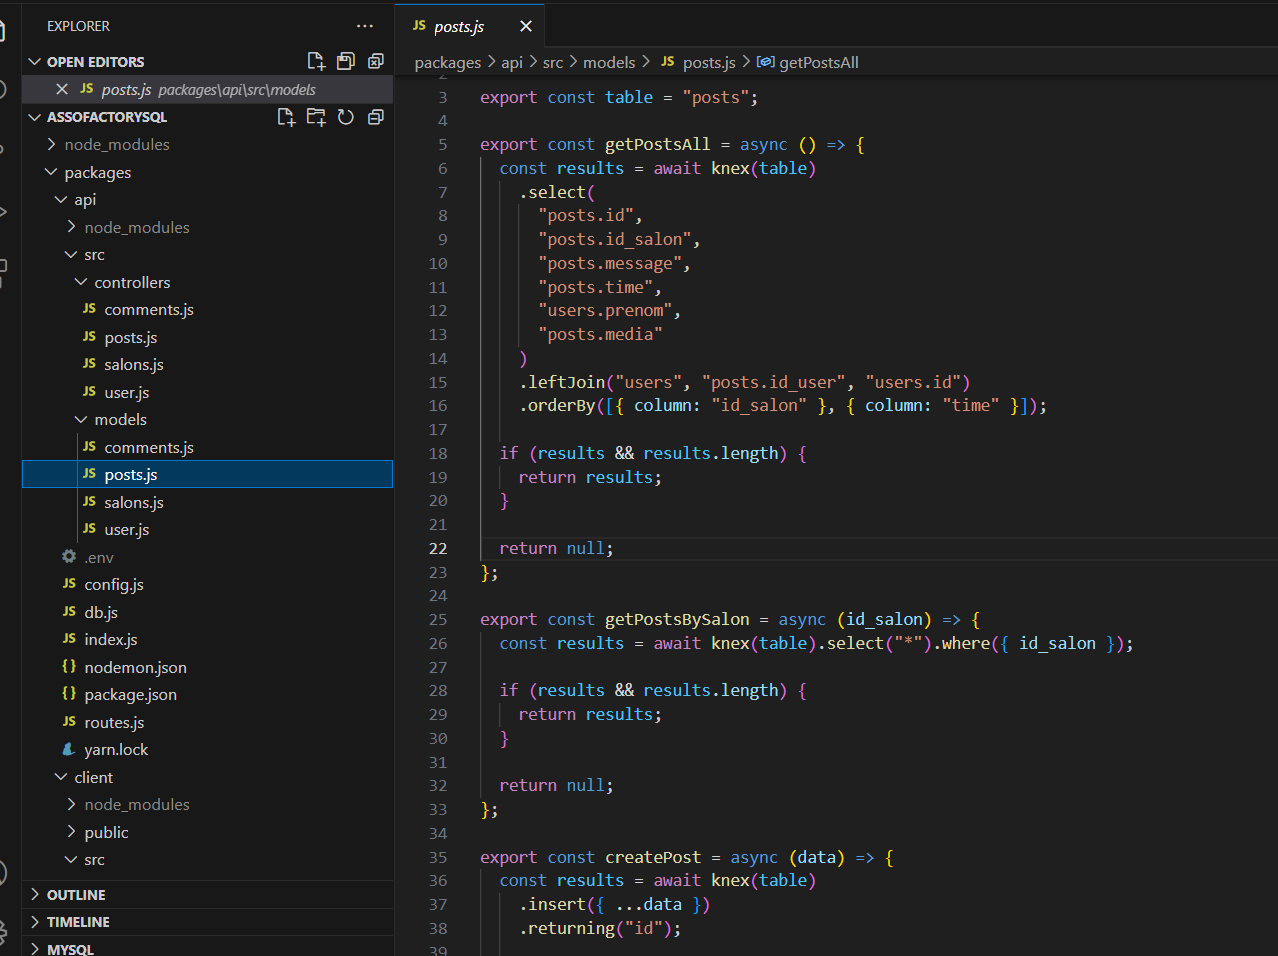 EXPLORER
OPEN EDITORS
JS posts.js packages\api\src\models
ASSOFACTORYSQL
node_modules
packages
api
node_modules
src
controllers
JS comments.js
JS posts.js
JS salons.js
JS user.js
models
JS comments.js
JS posts.js
JS salons.js
JS user.js
.env
JS config.js
JS db.js
JS index.js
{} nodemon.json
{} package.json
JS routes.js
yarn.lock
client
node_modules
public
src
OUTLINE
TIMELINE
MYSQL
JS posts.js
packages > api > src > models > JS posts.js > getPostsAll
2
3 export const table = "posts";
4
5 export const getPostsAll = async () => {
6 const results = await knex(table)
7 .select(
8 "posts.id",
9 "posts.id_salon",
10 "posts.message",
11 "posts.time",
12 "users.prenom",
13 "posts.media"
14 )
15 .leftJoin("users", "posts.id_user", "users.id")
16 .orderBy([{ column: "id_salon" }, { column: "time" }]);
17
18 if (results && results.length) {
19 return results;
20 }
21
22 return null;
23 };
24
25 export const getPostsBySalon = async (id_salon) => {
26 const results = await knex(table).select("*").where({ id_salon });
27
28 if (results && results.length) {
29 return results;
30 }
31
32 return null;
33 };
34
35 export const createPost = async (data) => {
36 const results = await knex(table)
37 .insert({ ...data })
38 .returning("id");
39